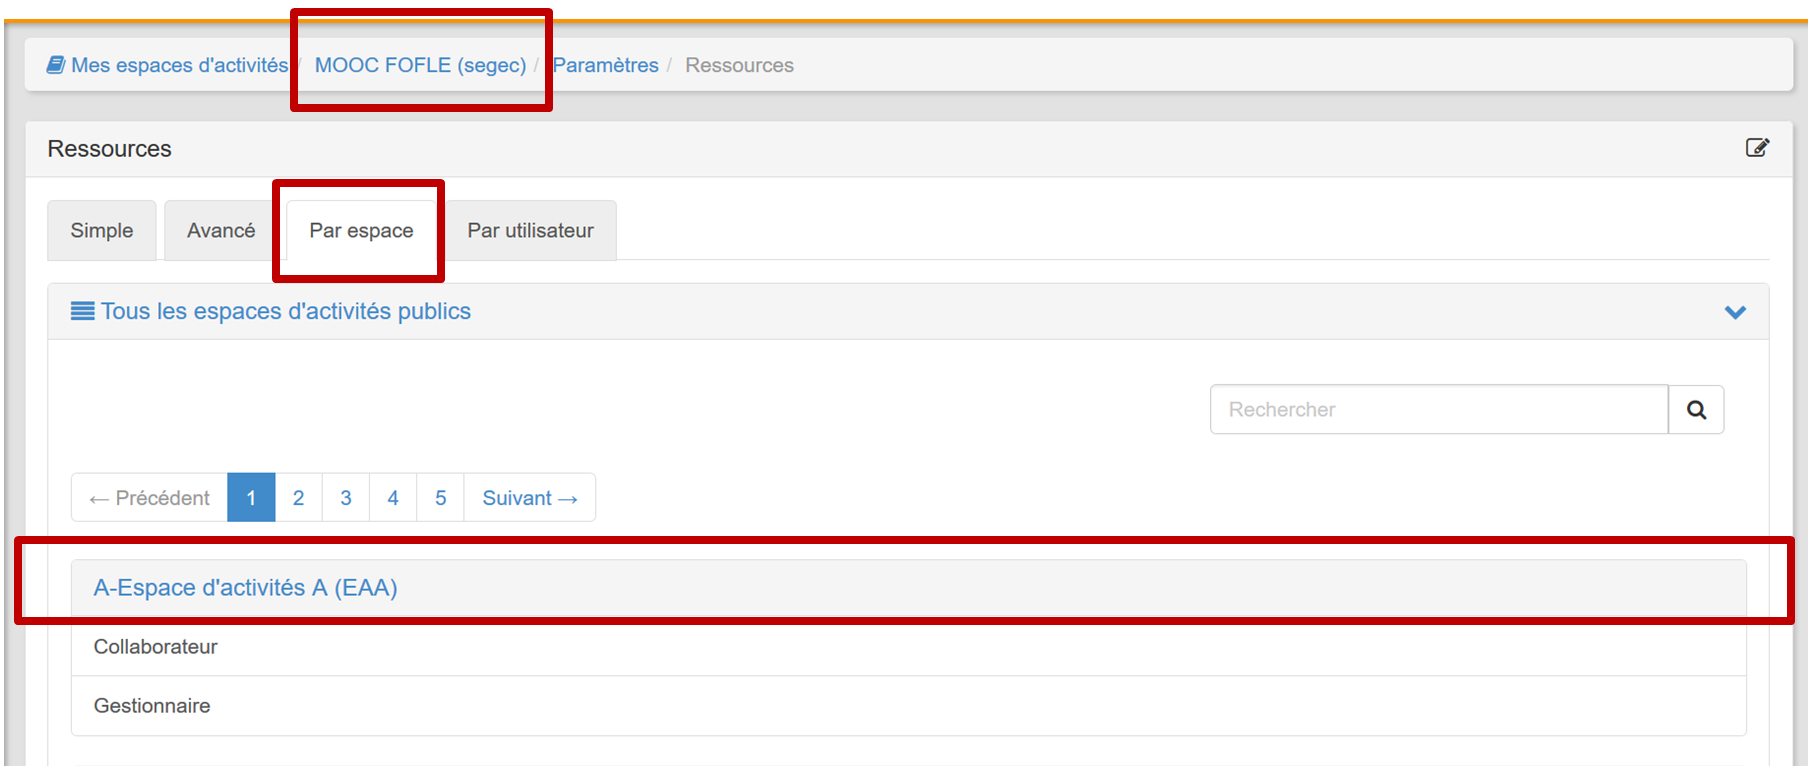 Mes espaces d'activités / MOOC FOFLE (segec) / Paramètres / Ressources
Ressources
Simple Avancé Par espace Par utilisateur
Tous les espaces d'activités publics
Rechercher
← Précédent 1 2 3 4 5 Suivant →
A-Espace d'activités A (EAA)
Collaborateur
Gestionnaire